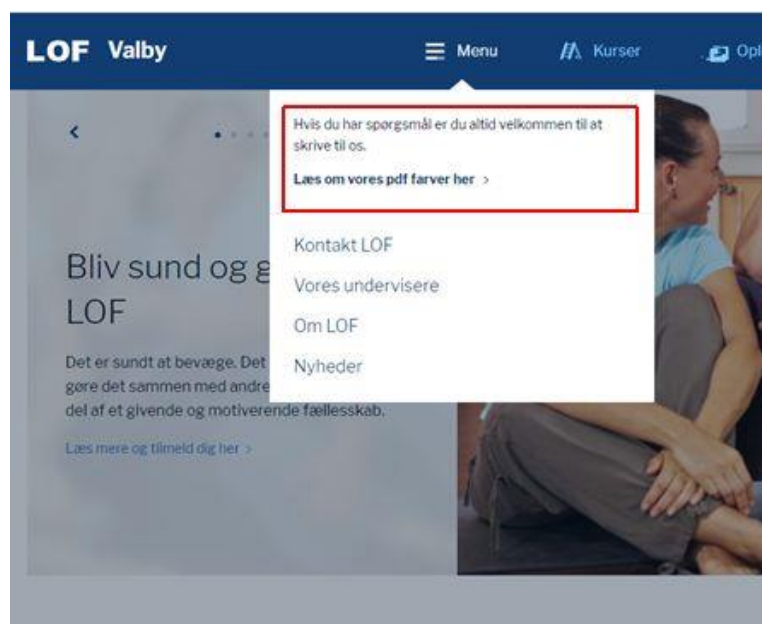 LOF Valby
Menu
Kurser
Hvis du har spørgsmål er du altid velkommen til at
skrive til os.
Læs om vores pdf farver her >
Kontakt LOF
Vores undervisere
Om LOF
Nyheder
Bliv sund og g
LOF
Det er sundt at bevæge. Det
gøre det sammen med andre
del af et givende og motiverende fællesskab.
Læs mere og tilmeld dig her >